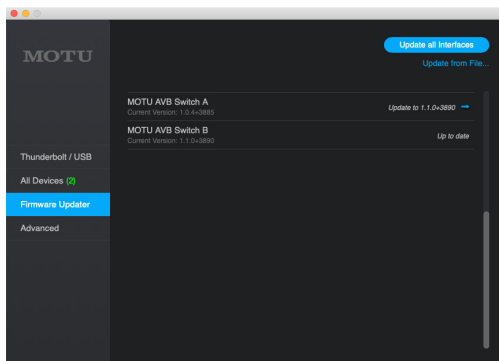 MOTU
Update all Interfaces
Update from File...
MOTU AVB Switch A
Current Version: 1.0.4+3885
Update to 1.1.0+3890 →
MOTU AVB Switch B
Current Version: 1.1.0+3890
Up to date
Thunderbolt / USB
All Devices (2)
Firmware Updater
Advanced